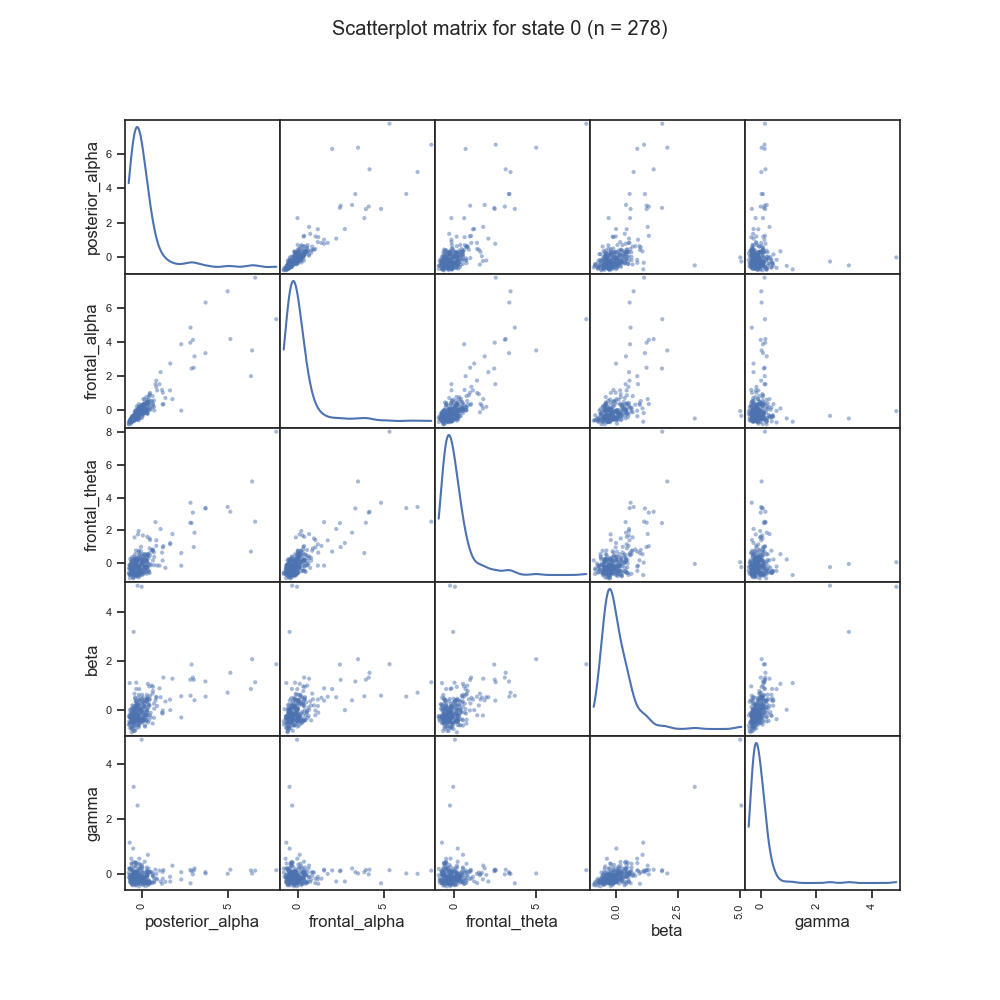 Scatterplot matrix for state 0 (n = 278)
posterior_alpha
6
4
2
0
frontal_alpha
6
4
2
0
frontal_theta
8
6
4
2
0
beta
4
2
0
gamma
4
2
0
0 5 0 5 0 5 0.0 2.5 5.0 0 2 4
posterior_alpha frontal_alpha frontal_theta beta gamma